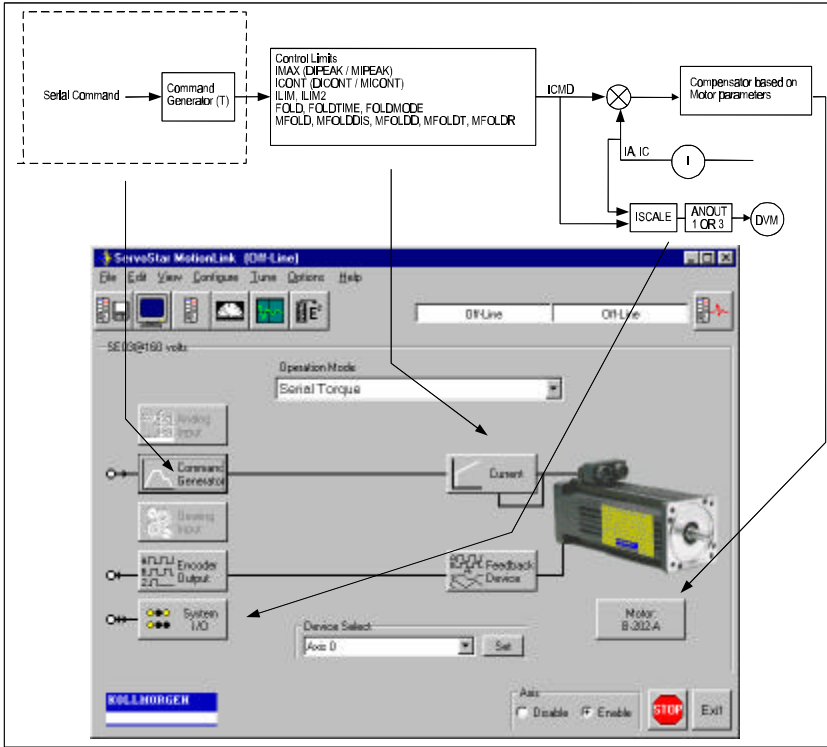 Serial Command
Command
Generator (T)
Control Limits
IMAX (DIPEAK / MIPEAK)
ICONT (DICONT / MICONT)
ILIM, ILIM2
FOLD, FOLDTIME, FOLDMODE
MFOLD, MFOLDDIS, MFOLDD, MFOLDT, MFOLDR
ICMD
Compensator based on
Motor parameters
IA, IC
I
ISCALE
ANOUT
1 OR 3
DVM
ServoStar MotionLink (Off-Line)
File Edit View Configure Tune Options Help
E²
Off-Line
Off-Line
SE03@160 volts
Operation Mode
Serial Torque
Analog
Input
Command
Generator
Current
Gearing
Input
Encoder
Output
Feedback
Device
System
I/O
Motor:
B-202-A
Device Select
Axis 0
Set
KOLLMORGEN
Axis
Disable
Enable
STOP
Exit